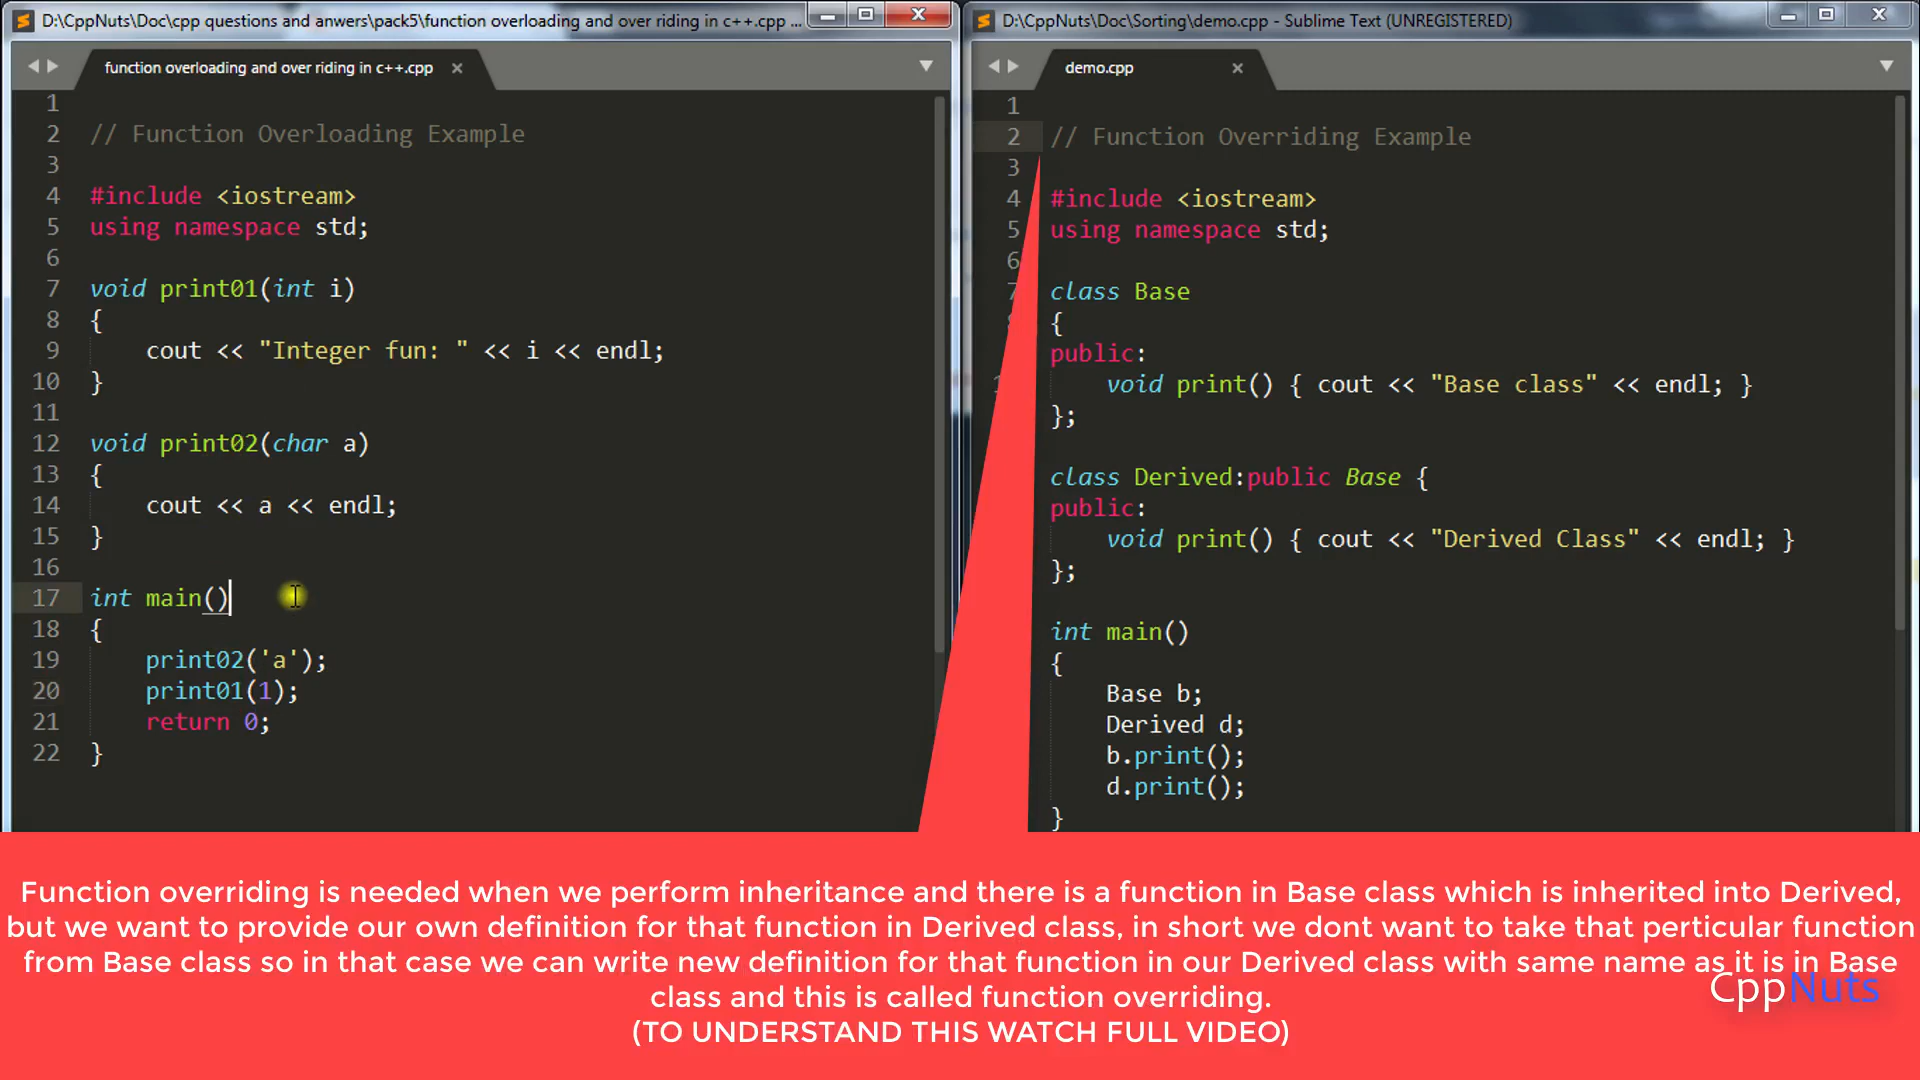 D:\CppNuts\Doc\cpp questions and anwers\pack5\function overloading and over riding in c++.cpp ...
function overloading and over riding in c++.cpp
1
2 // Function Overloading Example
3
4 #include <iostream>
5 using namespace std;
6
7 void print01(int i)
8 {
9 cout << "Integer fun: " << i << endl;
10 }
11
12 void print02(char a)
13 {
14 cout << a << endl;
15 }
16
17 int main()
18 {
19 print02('a');
20 print01(1);
21 return 0;
22 }
D:\CppNuts\Doc\Sorting\demo.cpp - Sublime Text (UNREGISTERED)
demo.cpp
1
2 // Function Overriding Example
3
4 #include <iostream>
5 using namespace std;
6
class Base
{
public:
void print() { cout << "Base class" << endl; }
};
class Derived:public Base {
public:
void print() { cout << "Derived Class" << endl; }
};
int main()
{
Base b;
Derived d;
b.print();
d.print();
}
Function overriding is needed when we perform inheritance and there is a function in Base class which is inherited into Derived,
but we want to provide our own definition for that function in Derived class, in short we dont want to take that perticular function
from Base class so in that case we can write new definition for that function in our Derived class with same name as it is in Base
class and this is called function overriding.
(TO UNDERSTAND THIS WATCH FULL VIDEO)
CppNuts